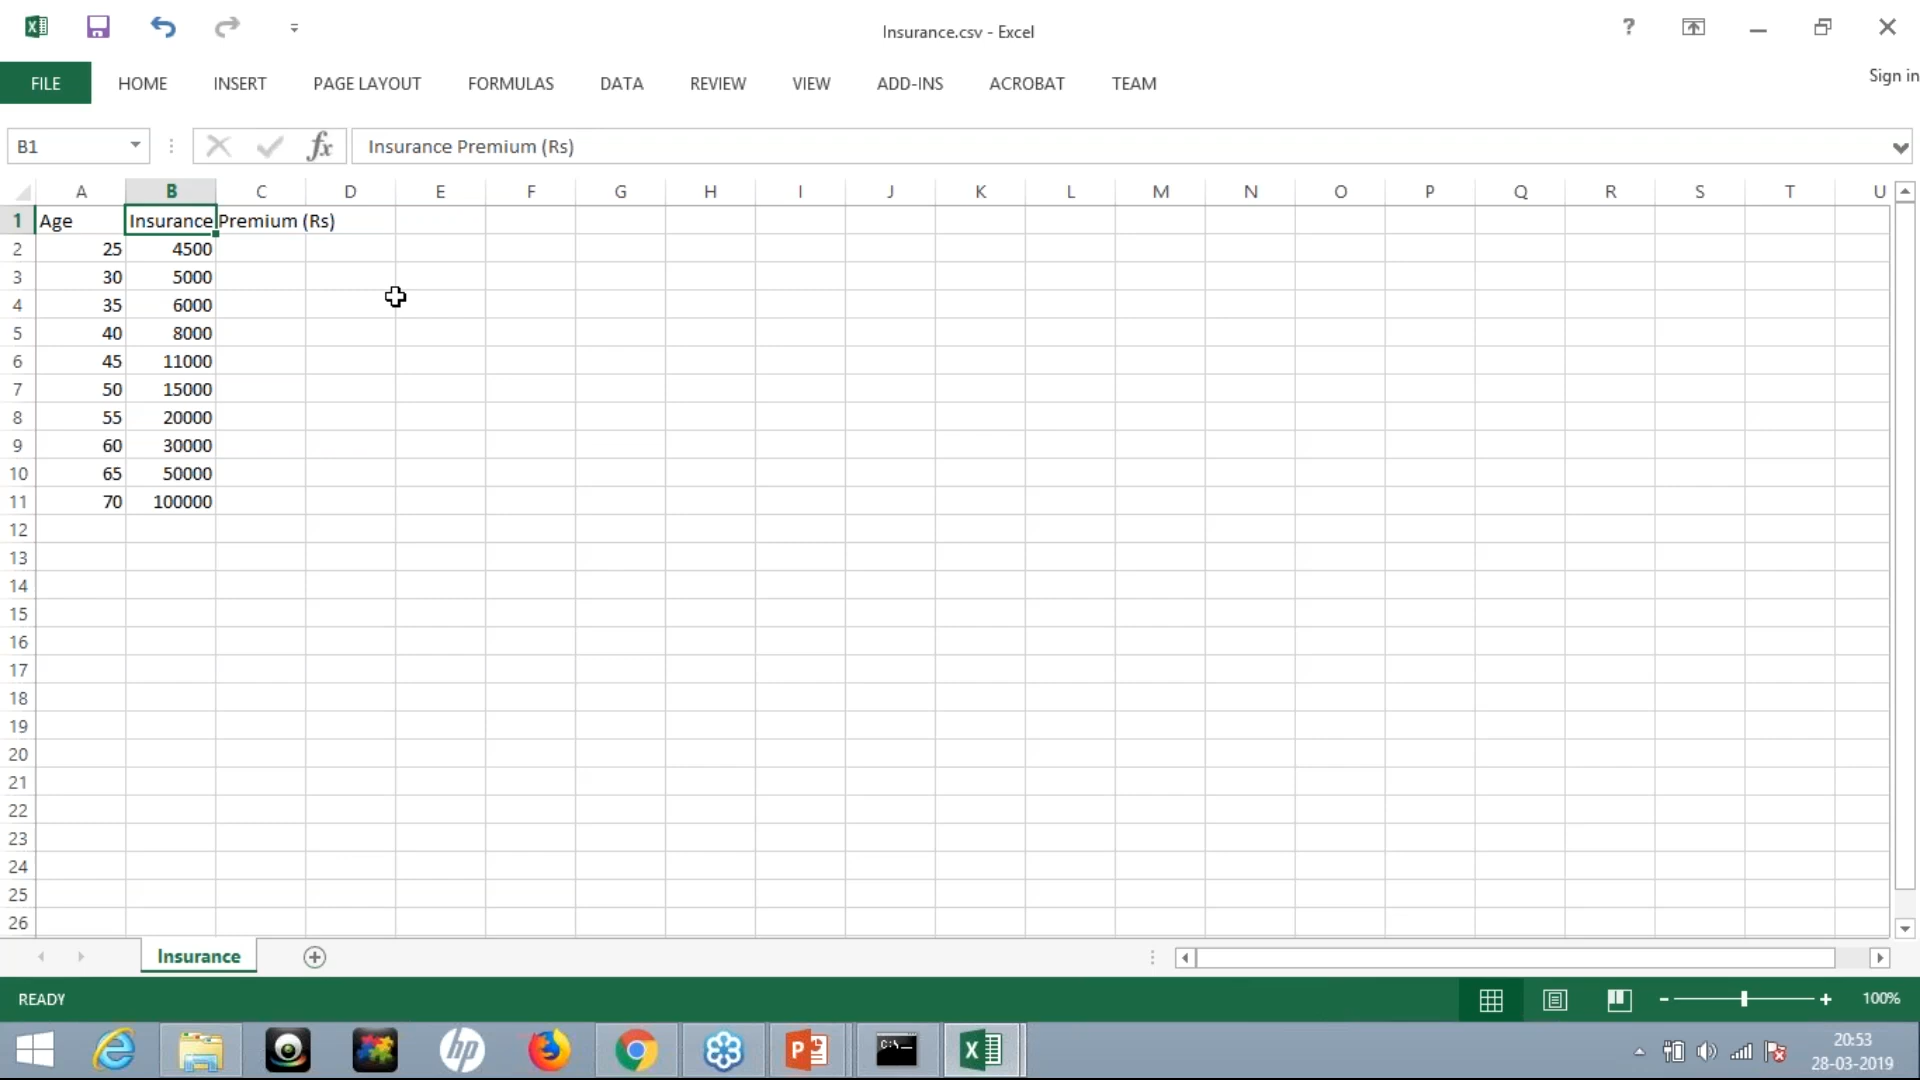 Insurance.csv - Excel
?
FILE HOME INSERT PAGE LAYOUT FORMULAS DATA REVIEW VIEW ADD-INS ACROBAT TEAM Sign in
B1 fx Insurance Premium (Rs)
A B C D E F G H I J K L M N O P Q R S T U
1 Age Insurance Premium (Rs)
2 25 4500
3 30 5000
4 35 6000
5 40 8000
6 45 11000
7 50 15000
8 55 20000
9 60 30000
10 65 50000
11 70 100000
12
13
14
15
16
17
18
19
20
21
22
23
24
25
26
Insurance
READY 100%
20:53
28-03-2019